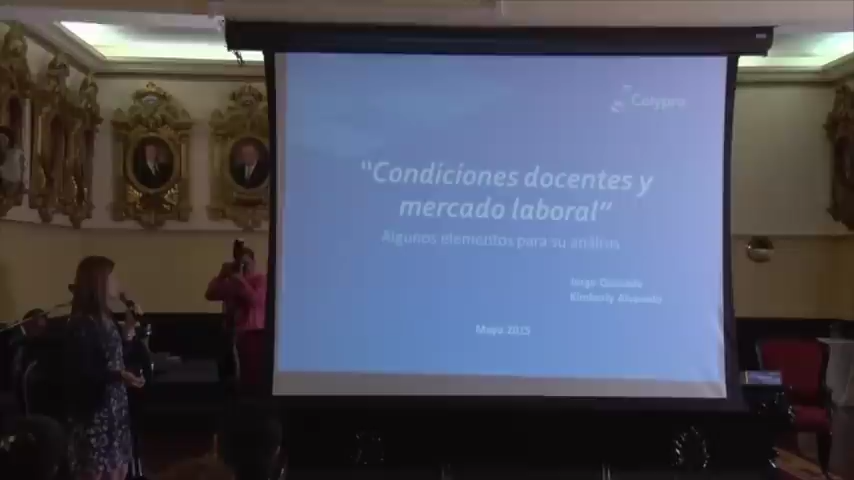 Colypro
"Condiciones docentes y
mercado laboral"
Algunos elementos para su análisis
Jorge Quesada
Kimberly Alvarado
Mayo 2015